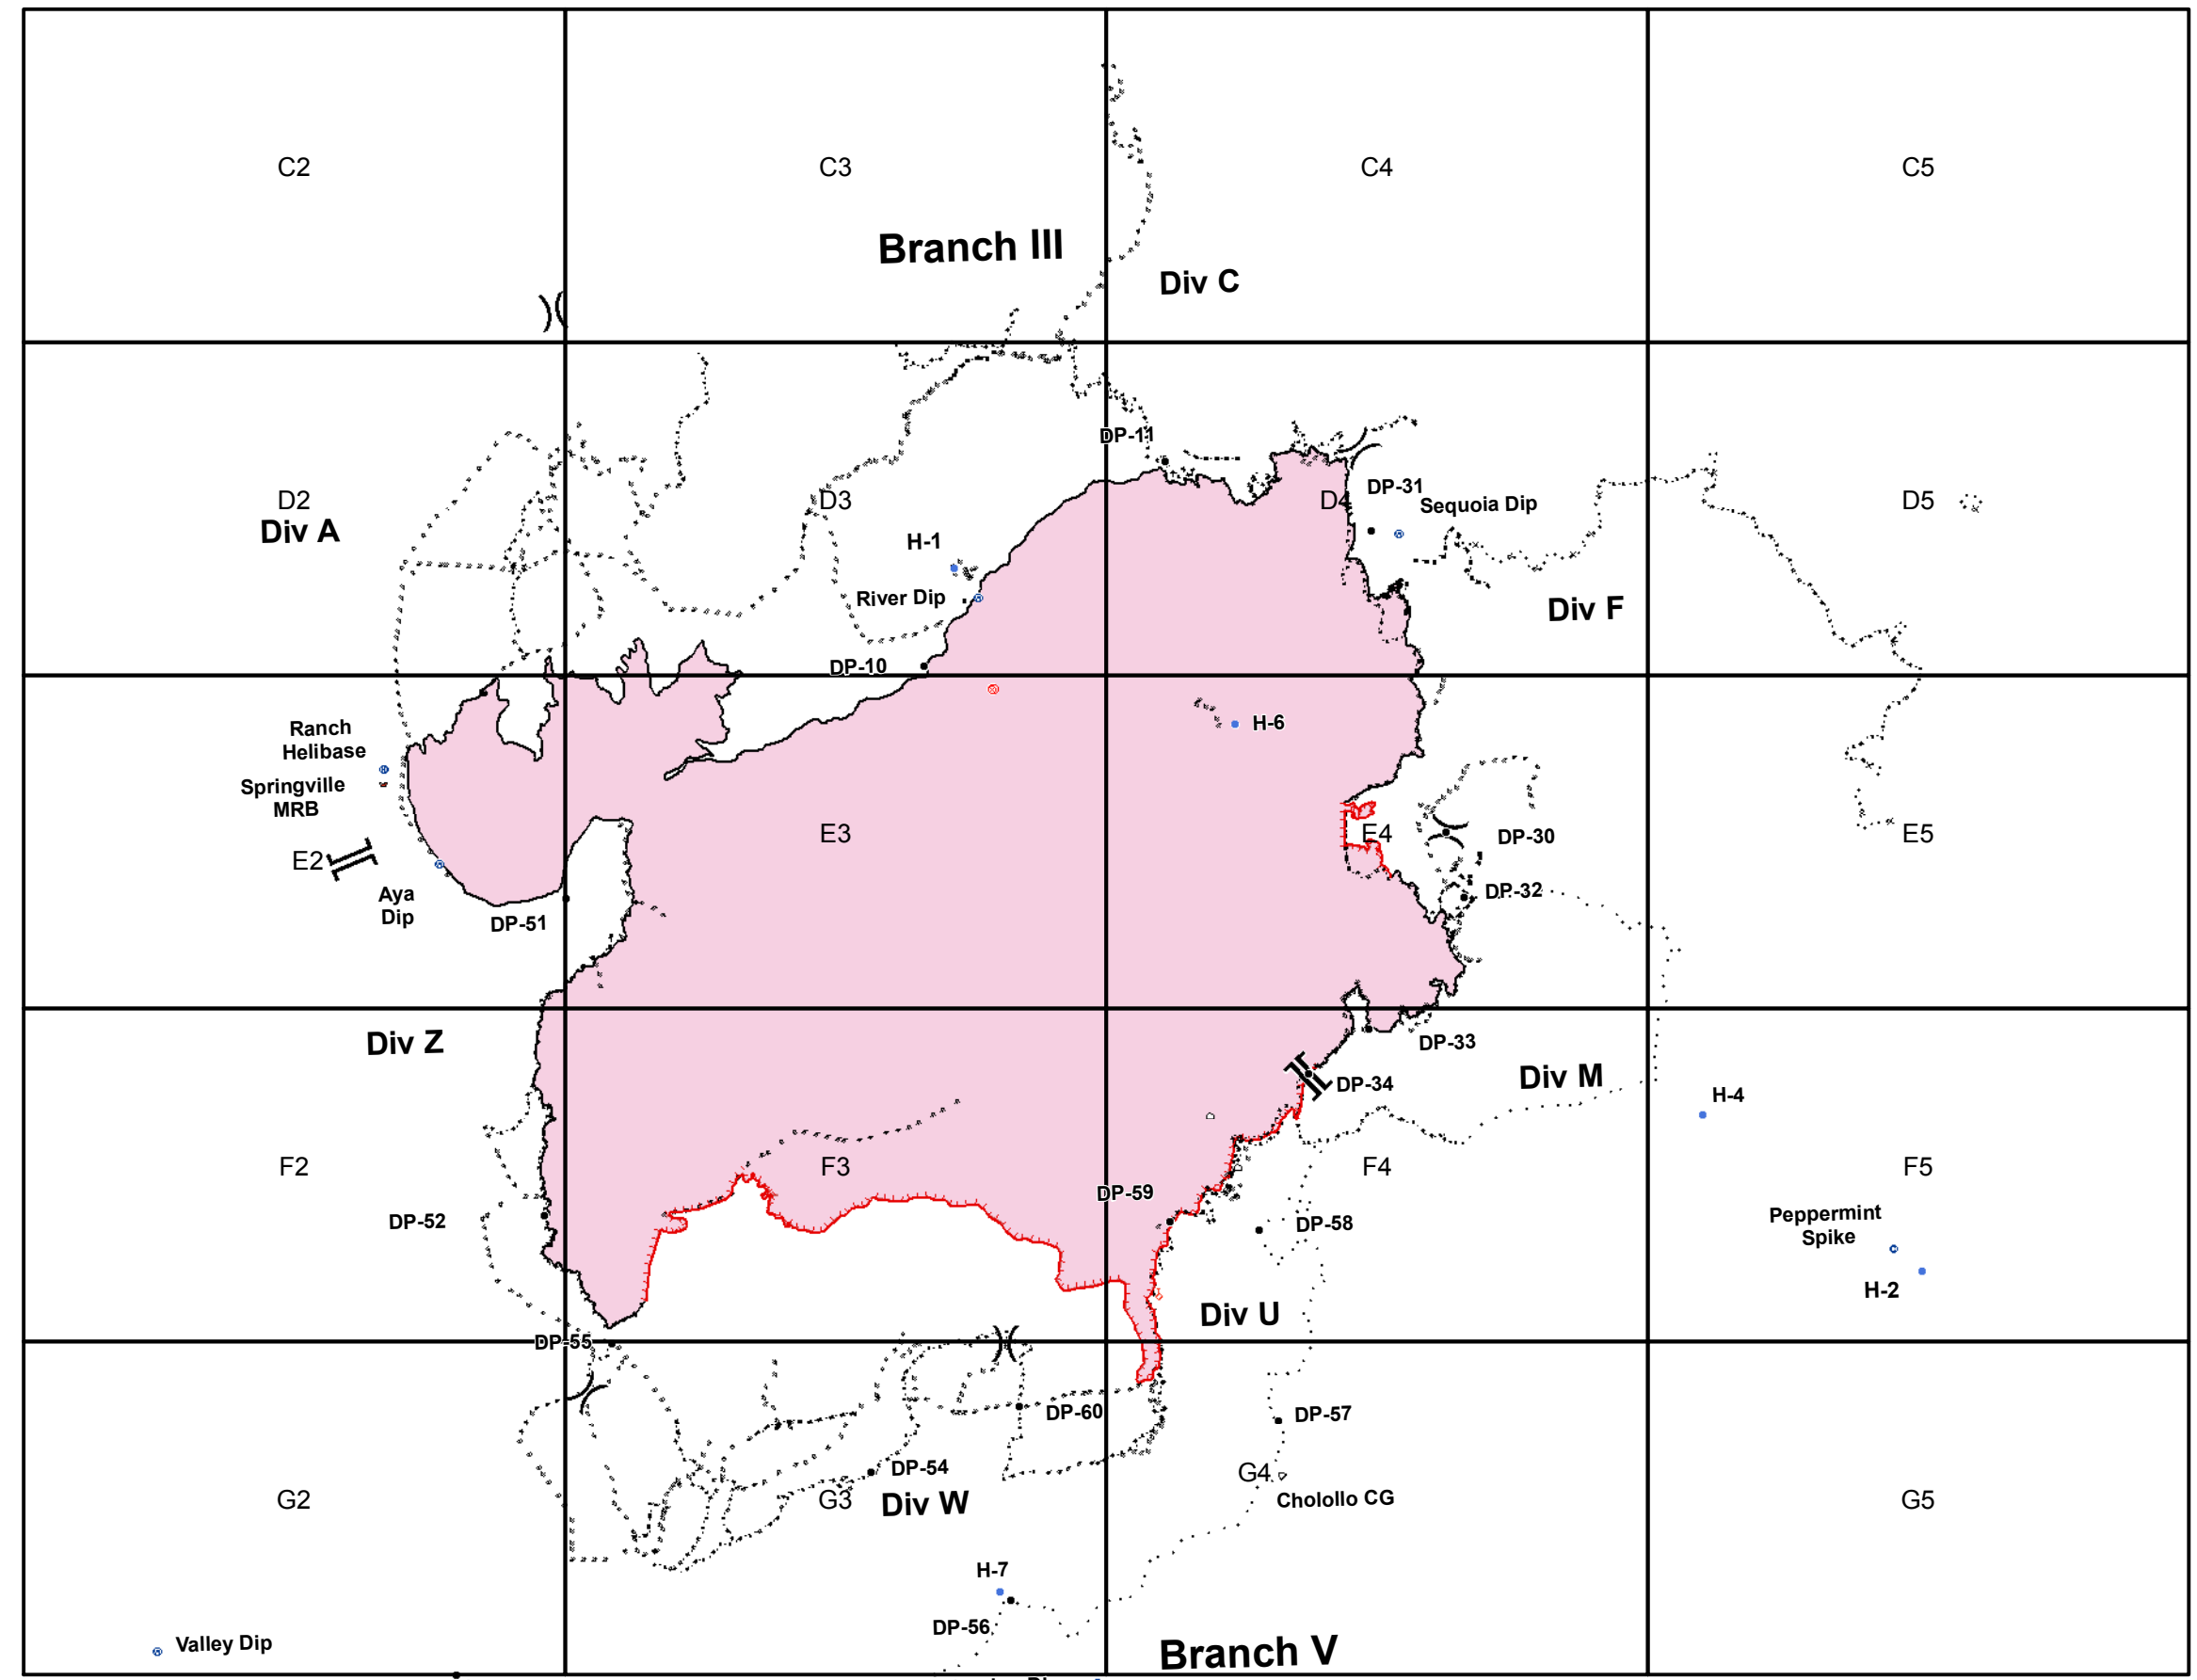 C2
C3
C4
C5
Branch III
Div C
DP-11
D2
D3
D4
DP-31
D5
Sequoia Dip
Div A
H-1
River Dip
Div F
DP-10
Ranch
Helibase
H-6
Springville
MRB
E2
E3
E4
DP-30
E5
Aya
Dip
DP-51
DP-32
Div Z
DP-33
DP-34
Div M
H-4
F2
F3
F4
F5
DP-52
DP-59
DP-58
Peppermint
Spike
H-2
Div U
DP-55
DP-60
DP-57
DP-54
G2
G3
Div W
G4
Cholollo CG
G5
H-7
DP-56
Valley Dip
Branch V